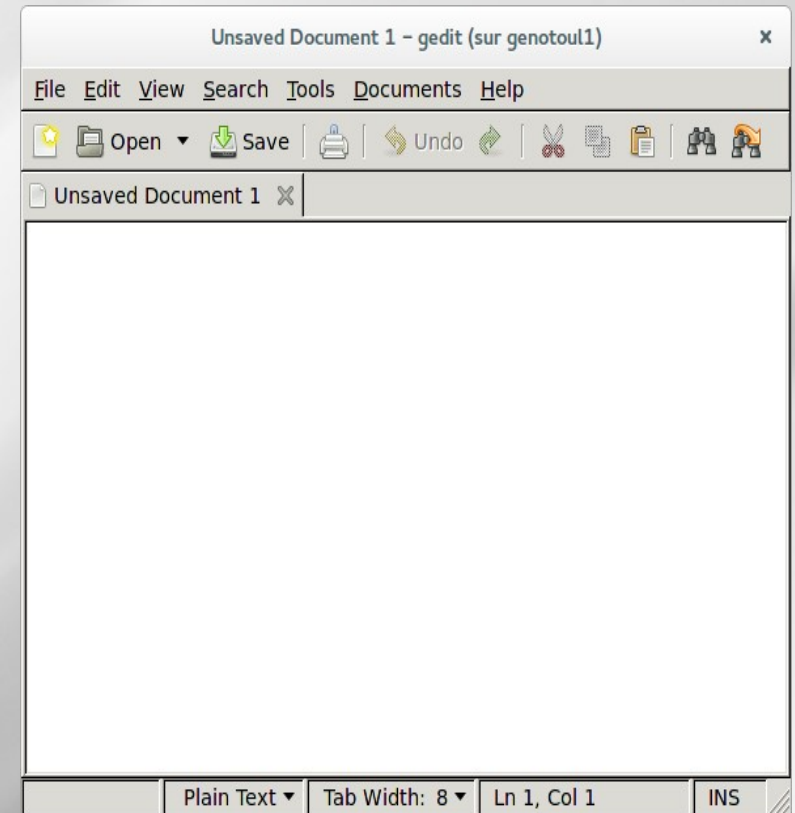 Unsaved Document 1 – gedit (sur genotoul1) x
File Edit View Search Tools Documents Help
Open Save Undo
Unsaved Document 1
Plain Text Tab Width: 8 Ln 1, Col 1 INS